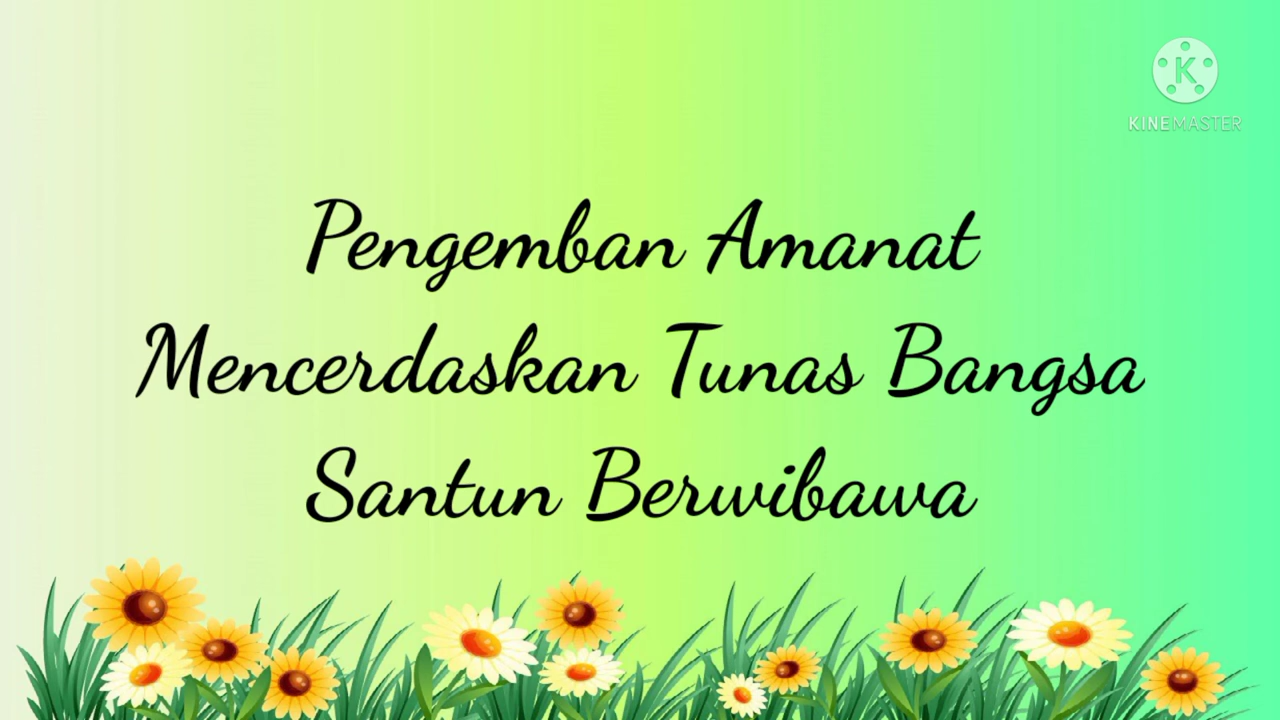 K
KINEMASTER
Pengemban Amanat
Mencerdaskan Tunas Bangsa
Santun Berwibawa